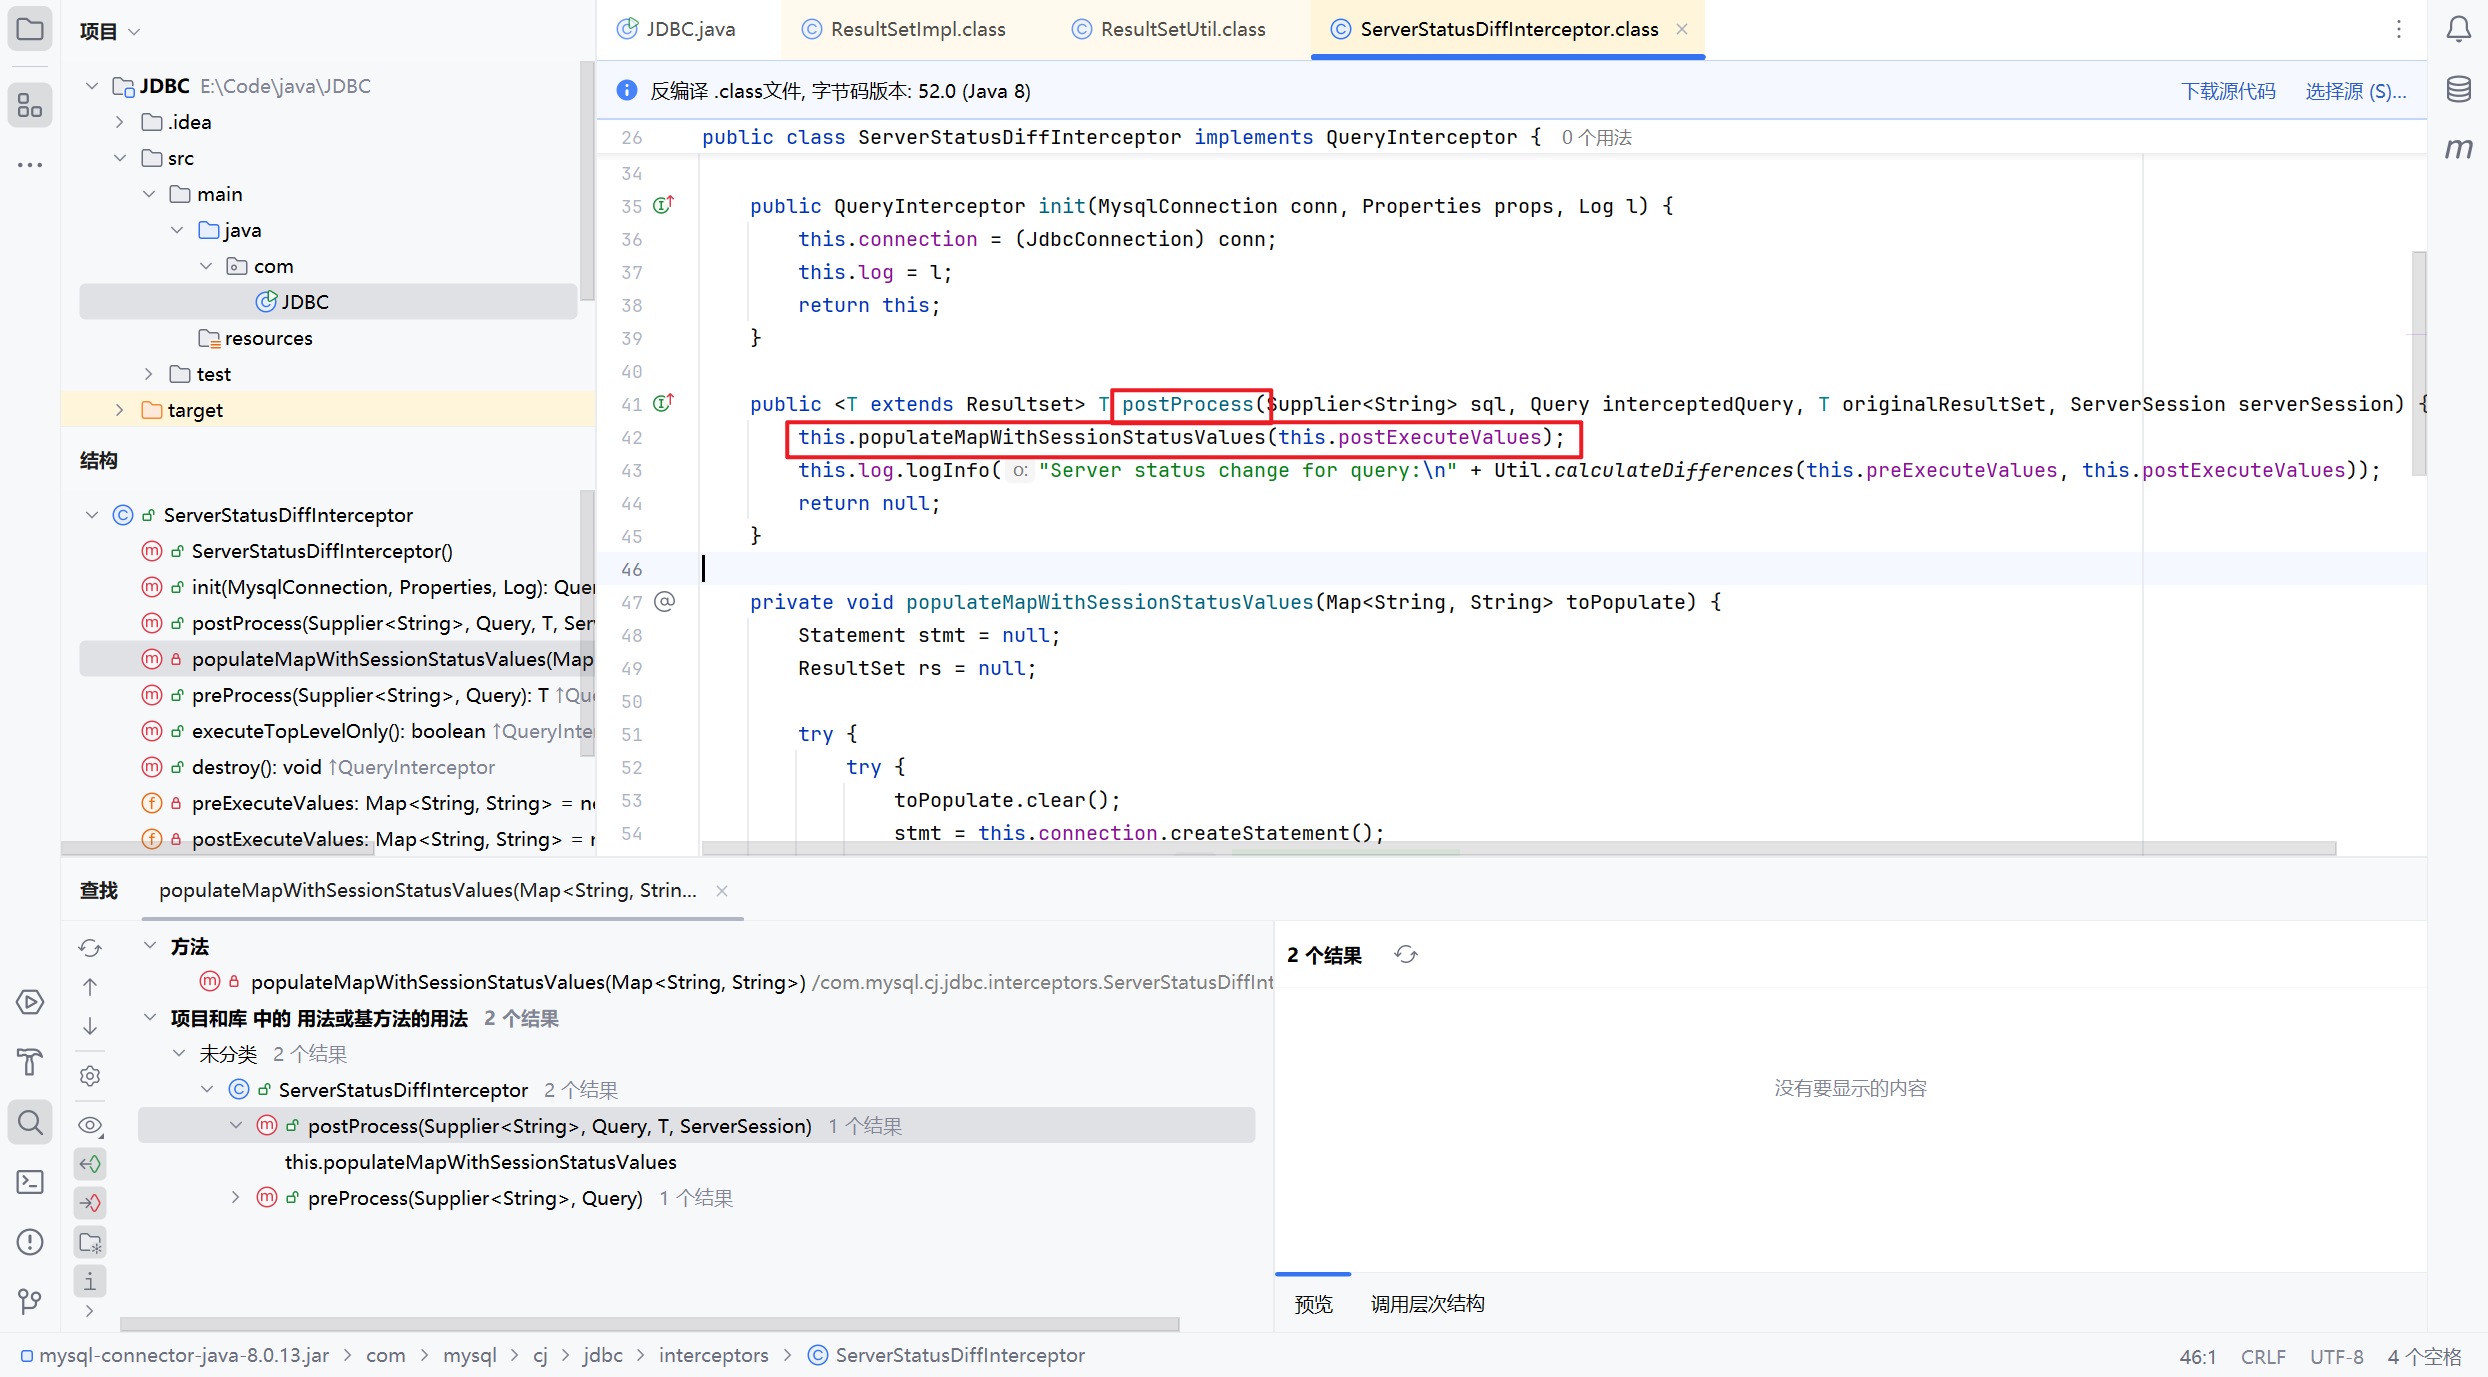 项目
JDBC E:\Code\java\JDBC
.idea
src
main
java
com
JDBC
resources
test
target
结构
ServerStatusDiffInterceptor
ServerStatusDiffInterceptor()
init(MysqlConnection, Properties, Log): Quer
postProcess(Supplier<String>, Query, T, Ser
populateMapWithSessionStatusValues(Map
preProcess(Supplier<String>, Query): T ↑Qu
executeTopLevelOnly(): boolean ↑QueryInte
destroy(): void ↑QueryInterceptor
preExecuteValues: Map<String, String> = n
postExecuteValues: Map<String, String> = r
JDBC.java ResultSetImpl.class ResultSetUtil.class ServerStatusDiffInterceptor.class
反编译 .class文件, 字节码版本: 52.0 (Java 8) 下载源代码 选择源 (S)...
26 public class ServerStatusDiffInterceptor implements QueryInterceptor { 0 个用法
34
35 public QueryInterceptor init(MysqlConnection conn, Properties props, Log l) {
36 this.connection = (JdbcConnection) conn;
37 this.log = l;
38 return this;
39 }
40
41 public <T extends Resultset> T postProcess(Supplier<String> sql, Query interceptedQuery, T originalResultSet, ServerSession serverSession) {
42 this.populateMapWithSessionStatusValues(this.postExecuteValues);
43 this.log.logInfo( o: "Server status change for query:\n" + Util.calculateDifferences(this.preExecuteValues, this.postExecuteValues));
44 return null;
45 }
46
47 @ private void populateMapWithSessionStatusValues(Map<String, String> toPopulate) {
48 Statement stmt = null;
49 ResultSet rs = null;
50
51 try {
52 try {
53 toPopulate.clear();
54 stmt = this.connection.createStatement();
查找 populateMapWithSessionStatusValues(Map<String, Strin...
方法
populateMapWithSessionStatusValues(Map<String, String>) /com.mysql.cj.jdbc.interceptors.ServerStatusDiffInt
项目和库 中的 用法或基方法的用法 2 个结果
未分类 2 个结果
ServerStatusDiffInterceptor 2 个结果
postProcess(Supplier<String>, Query, T, ServerSession) 1 个结果
this.populateMapWithSessionStatusValues
preProcess(Supplier<String>, Query) 1 个结果
2 个结果
没有要显示的内容
预览 调用层次结构
mysql-connector-java-8.0.13.jar > com > mysql > cj > jdbc > interceptors > ServerStatusDiffInterceptor
46:1 CRLF UTF-8 4 个空格